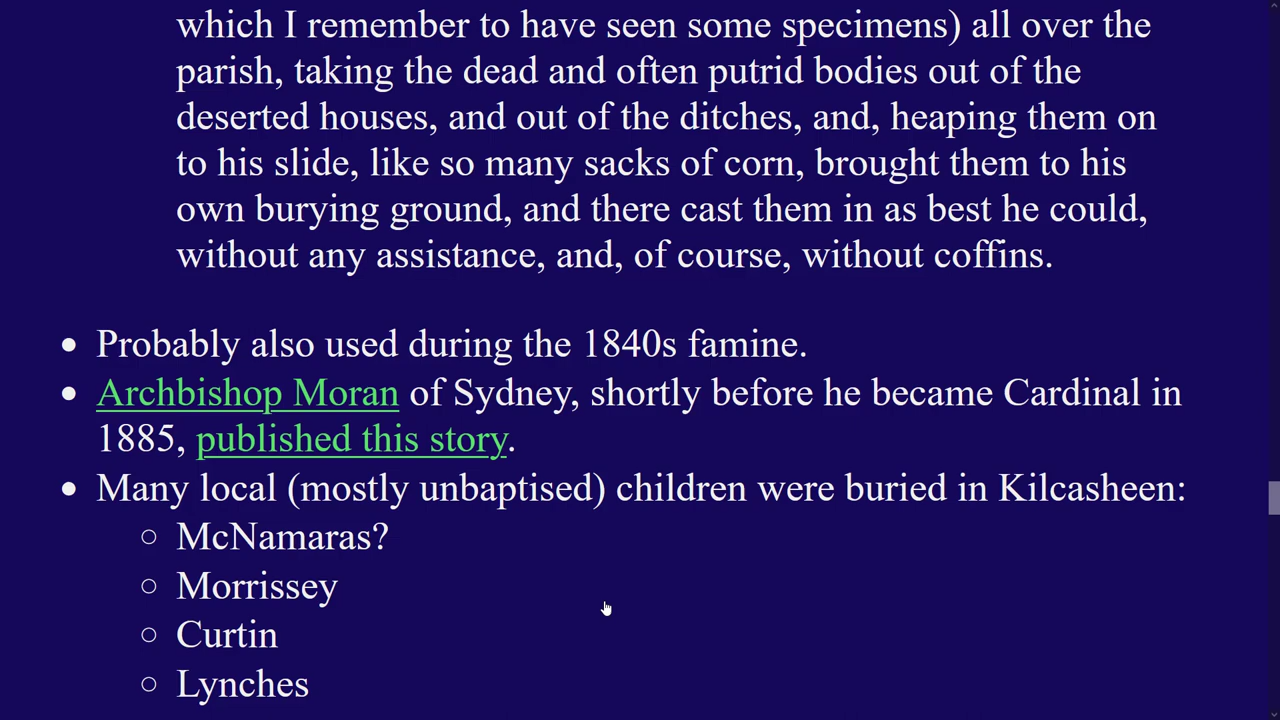 which I remember to have seen some specimens) all over the
parish, taking the dead and often putrid bodies out of the
deserted houses, and out of the ditches, and, heaping them on
to his slide, like so many sacks of corn, brought them to his
own burying ground, and there cast them in as best he could,
without any assistance, and, of course, without coffins.
Probably also used during the 1840s famine.
Archbishop Moran of Sydney, shortly before he became Cardinal in
1885, published this story.
Many local (mostly unbaptised) children were buried in Kilcasheen:
McNamaras?
Morrissey
Curtin
Lynches